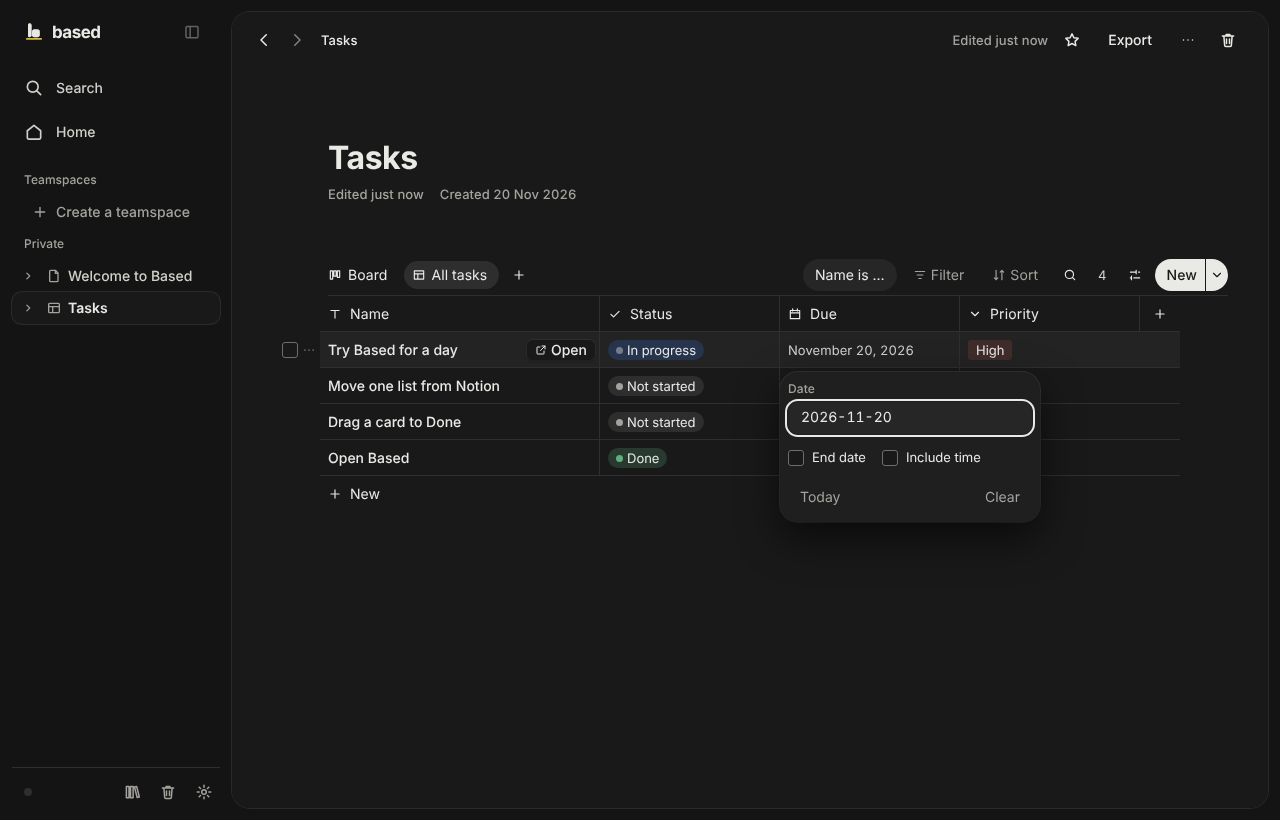 based
Search
Home
Teamspaces
Create a teamspace
Private
Welcome to Based
Tasks
Tasks
Edited just now
Export
Tasks
Edited just now Created 20 Nov 2026
Board
All tasks
Name is ...
Filter
Sort
4
New
Name Status Due Priority
Try Based for a day Open In progress November 20, 2026 High
Move one list from Notion Not started
Drag a card to Done Not started
Open Based Done
New
Date
2026-11-20
End date Include time
Today Clear